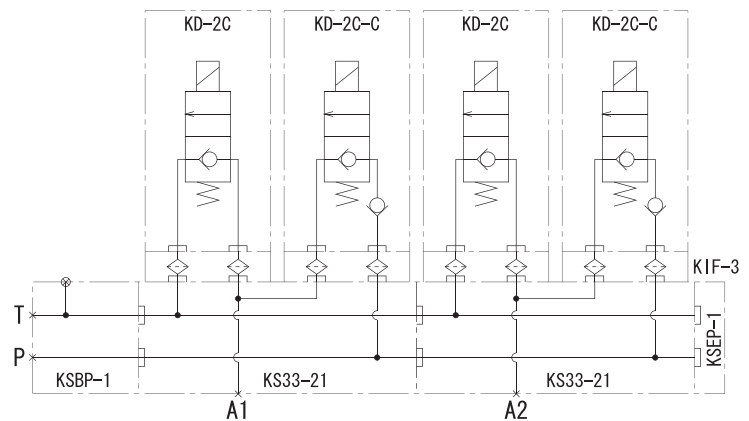 KD-2C
KD-2C-C
KD-2C
KD-2C-C
KIF-3
T
P
KSBP-1
KS33-21
KS33-21
KSEP-1
A1
A2